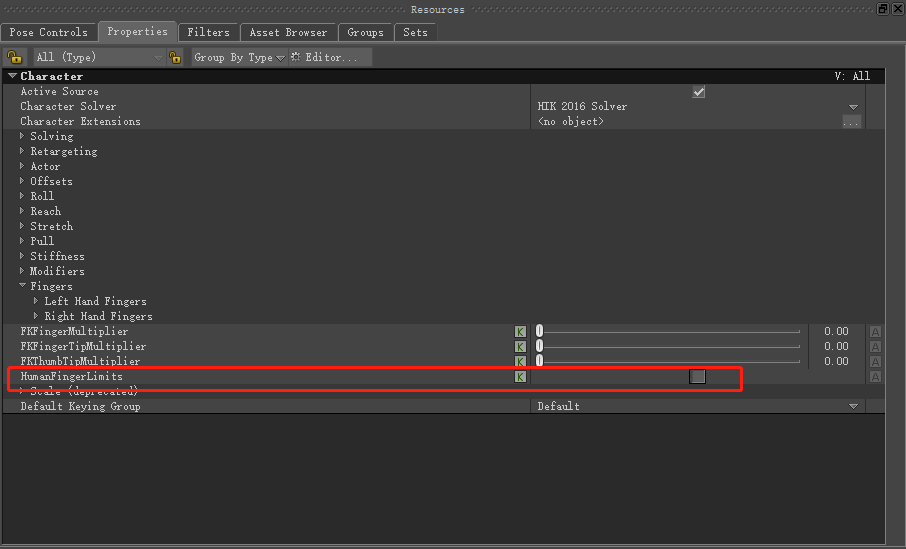 Resources
Pose Controls Properties Filters Asset Browser Groups Sets
All (Type) Group By Type Editor...
Character V: All
Active Source
Character Solver HIK 2016 Solver
Character Extensions <no object> ...
Solving
Retargeting
Actor
Offsets
Roll
Reach
Stretch
Pull
Stiffness
Modifiers
Fingers
Left Hand Fingers
Right Hand Fingers
FKFingerMultiplier K 0.00 A
FKFingerTipMultiplier K 0.00 A
FKThumbTipMultiplier K 0.00 A
HumanFingerLimits K A
Scale (deprecated)
Default Keying Group Default